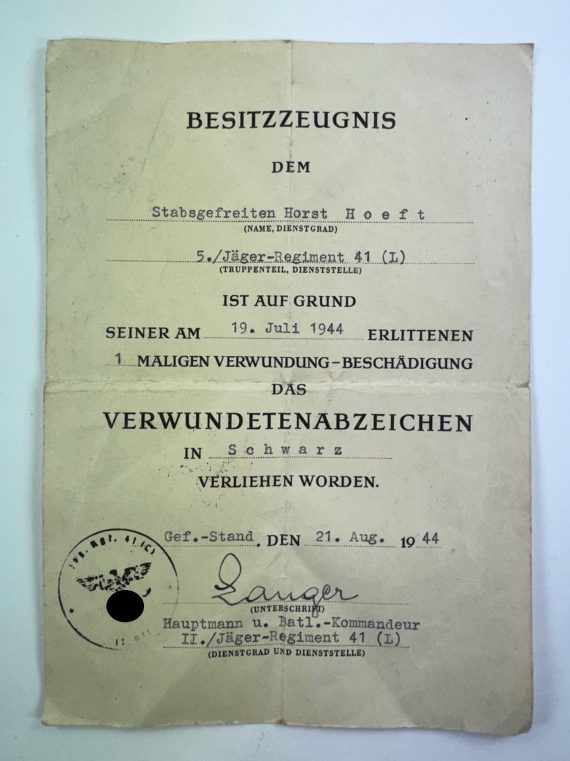 BESITZZEUGNIS
DEM
Stabsgefreiten Horst Hoeft
(NAME, DIENSTGRAD)
5./Jäger-Regiment 41 (L)
(TRUPPENTEIL, DIENSTSTELLE)
IST AUF GRUND
SEINER AM 19. Juli 1944 ERLITTENEN
1 MALIGEN VERWUNDUNG – BESCHÄDIGUNG
DAS
VERWUNDETENABZEICHEN
IN Schwarz
VERLIEHEN WORDEN.
Gef.-Stand, DEN 21. Aug. 1944
Langer
(UNTERSCHRIFT)
Hauptmann u. Batl.-Kommandeur
II./Jäger-Regiment 41 (L)
(DIENSTGRAD UND DIENSTSTELLE)